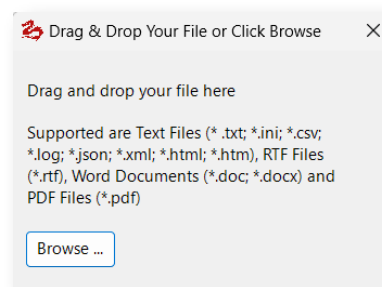 Drag & Drop Your File or Click Browse
Drag and drop your file here
Supported are Text Files (* .txt; *.ini; *.csv;
*.log; *.json; *.xml; *.html; *.htm), RTF Files
(*.rtf), Word Documents (*.doc; *.docx) and
PDF Files (*.pdf)
Browse ...